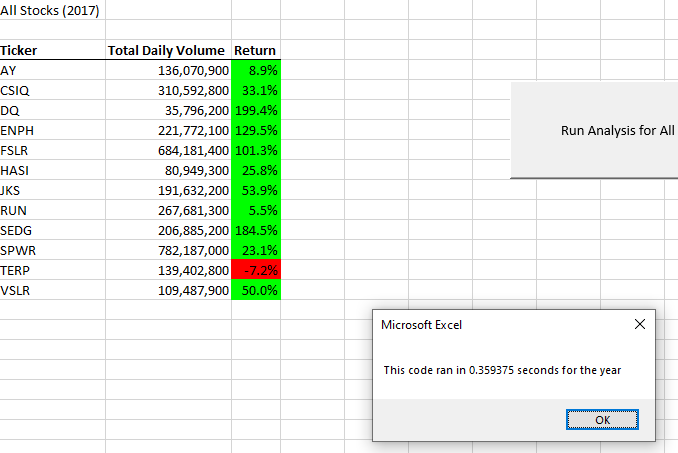 All Stocks (2017)
Ticker Total Daily Volume Return
AY 136,070,900 8.9%
CSIQ 310,592,800 33.1%
DQ 35,796,200 199.4%
ENPH 221,772,100 129.5%
FSLR 684,181,400 101.3%
HASI 80,949,300 25.8%
JKS 191,632,200 53.9%
RUN 267,681,300 5.5%
SEDG 206,885,200 184.5%
SPWR 782,187,000 23.1%
TERP 139,402,800 -7.2%
VSLR 109,487,900 50.0%
Run Analysis for All
Microsoft Excel
This code ran in 0.359375 seconds for the year
OK